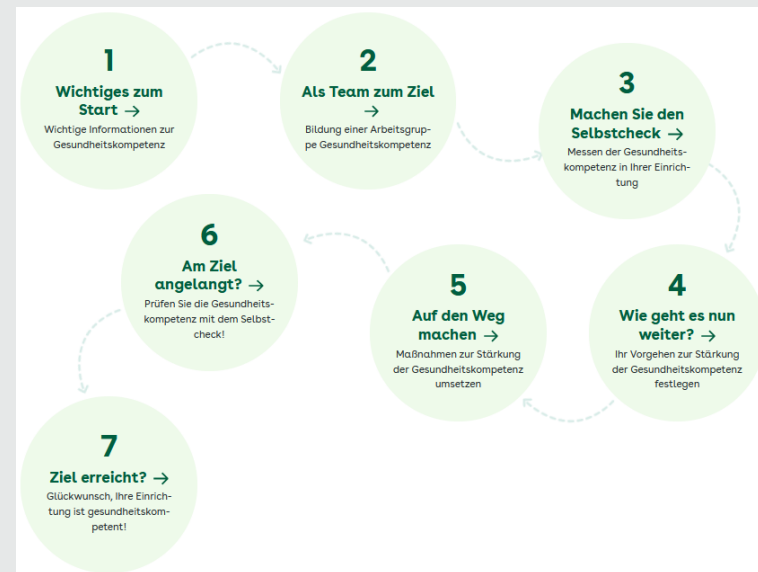 1
Wichtiges zum
Start →
Wichtige Informationen zur
Gesundheitskompetenz
2
Als Team zum Ziel
→
Bildung einer Arbeitsgrup-
pe Gesundheitskompetenz
3
Machen Sie den
Selbstcheck →
Messen der Gesundheits-
kompetenz in Ihrer Einrich-
tung
4
Wie geht es nun
weiter? →
Ihr Vorgehen zur Stärkung
der Gesundheitskompetenz
festlegen
5
Auf den Weg
machen →
Maßnahmen zur Stärkung
der Gesundheitskompetenz
umsetzen
6
Am Ziel
angelangt? →
Prüfen Sie die Gesundheits-
kompetenz mit dem Selbst-
check!
7
Ziel erreicht? →
Glückwunsch, Ihre Einrich-
tung ist gesundheitskom-
petent!